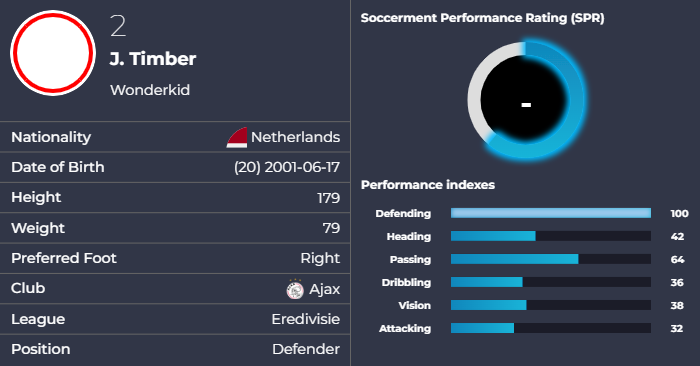 2
J. Timber
Wonderkid
Nationality Netherlands
Date of Birth (20) 2001-06-17
Height 179
Weight 79
Preferred Foot Right
Club Ajax
League Eredivisie
Position Defender
Soccerment Performance Rating (SPR)
-
Performance indexes
Defending 100
Heading 42
Passing 64
Dribbling 36
Vision 38
Attacking 32